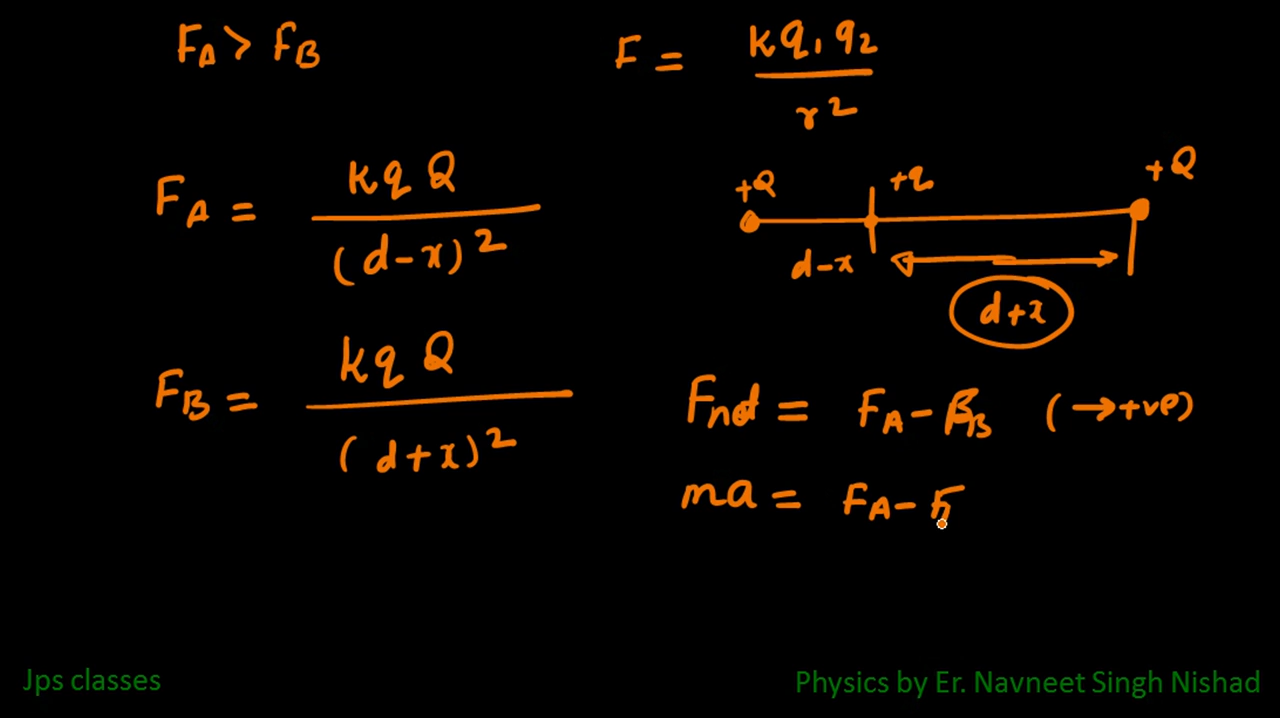 FA > FB
F = kq1q2 / r2
FA = kqQ / (d-x)2
+Q +q +Q
d-x d+x
FB = kqQ / (d+x)2
Fnet = FA - FB (→+ve)
ma = FA - F
Jps classes
Physics by Er. Navneet Singh Nishad